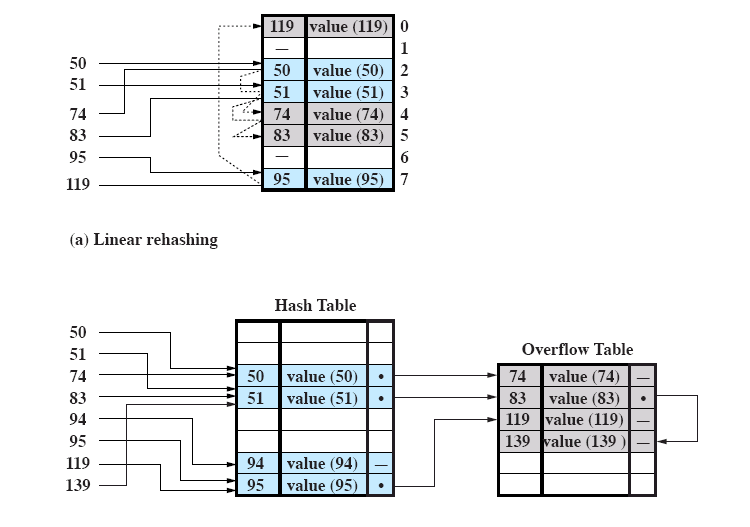 119 value (119) 0
— 1
50 50 value (50) 2
51 51 value (51) 3
74 74 value (74) 4
83 83 value (83) 5
95 — 6
119 95 value (95) 7
(a) Linear rehashing
Hash Table
Overflow Table
50
51
74 50 value (50) • 74 value (74) —
83 51 value (51) • 83 value (83) •
94 119 value (119) —
95 139 value (139 ) —
119 94 value (94) —
139 95 value (95) •